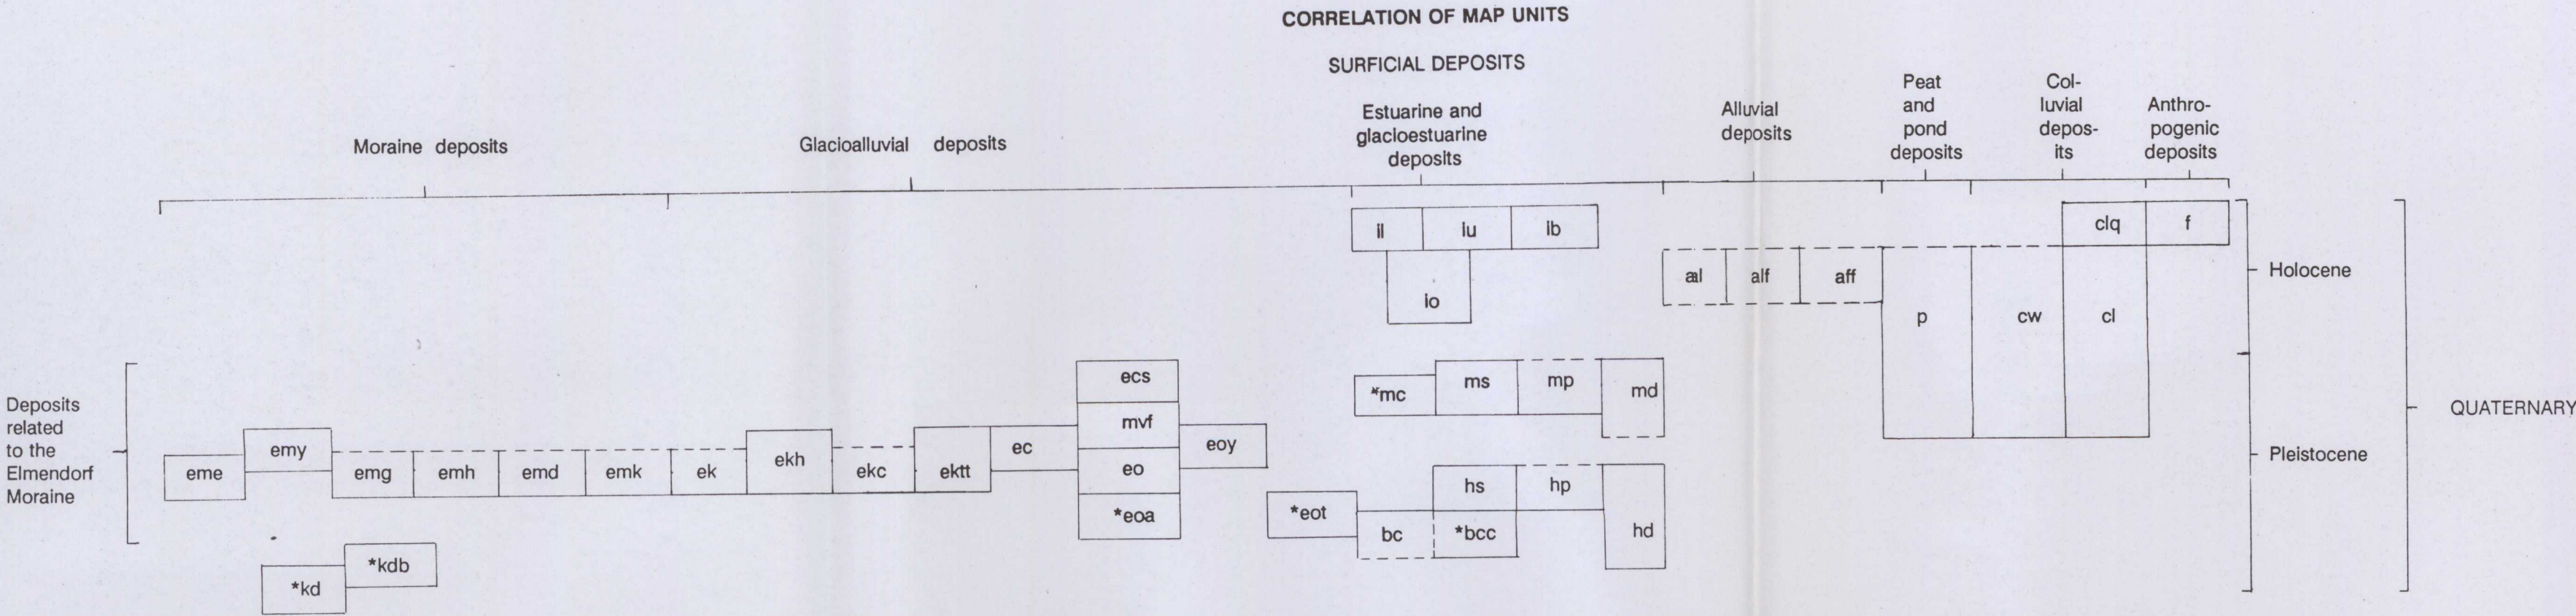 CORRELATION OF MAP UNITS
SURFICIAL DEPOSITS
Moraine deposits
Glacioalluvial deposits
Estuarine and
glacioestuarine
deposits
Alluvial
deposits
Peat
and
pond
deposits
Col-
luvial
depos-
its
Anthro-
pogenic
deposits
il
iu
ib
io
al
alf
aff
p
cw
clq
f
cl
Holocene
Pleistocene
QUATERNARY
Deposits
related
to the
Elmendorf
Moraine
eme
emy
emg
emh
emd
emk
ek
ekh
ekc
ektt
ec
ecs
mvf
eo
*eoa
eoy
*mc
ms
mp
md
*eot
bc
hs
*bcc
hp
hd
*kd
*kdb